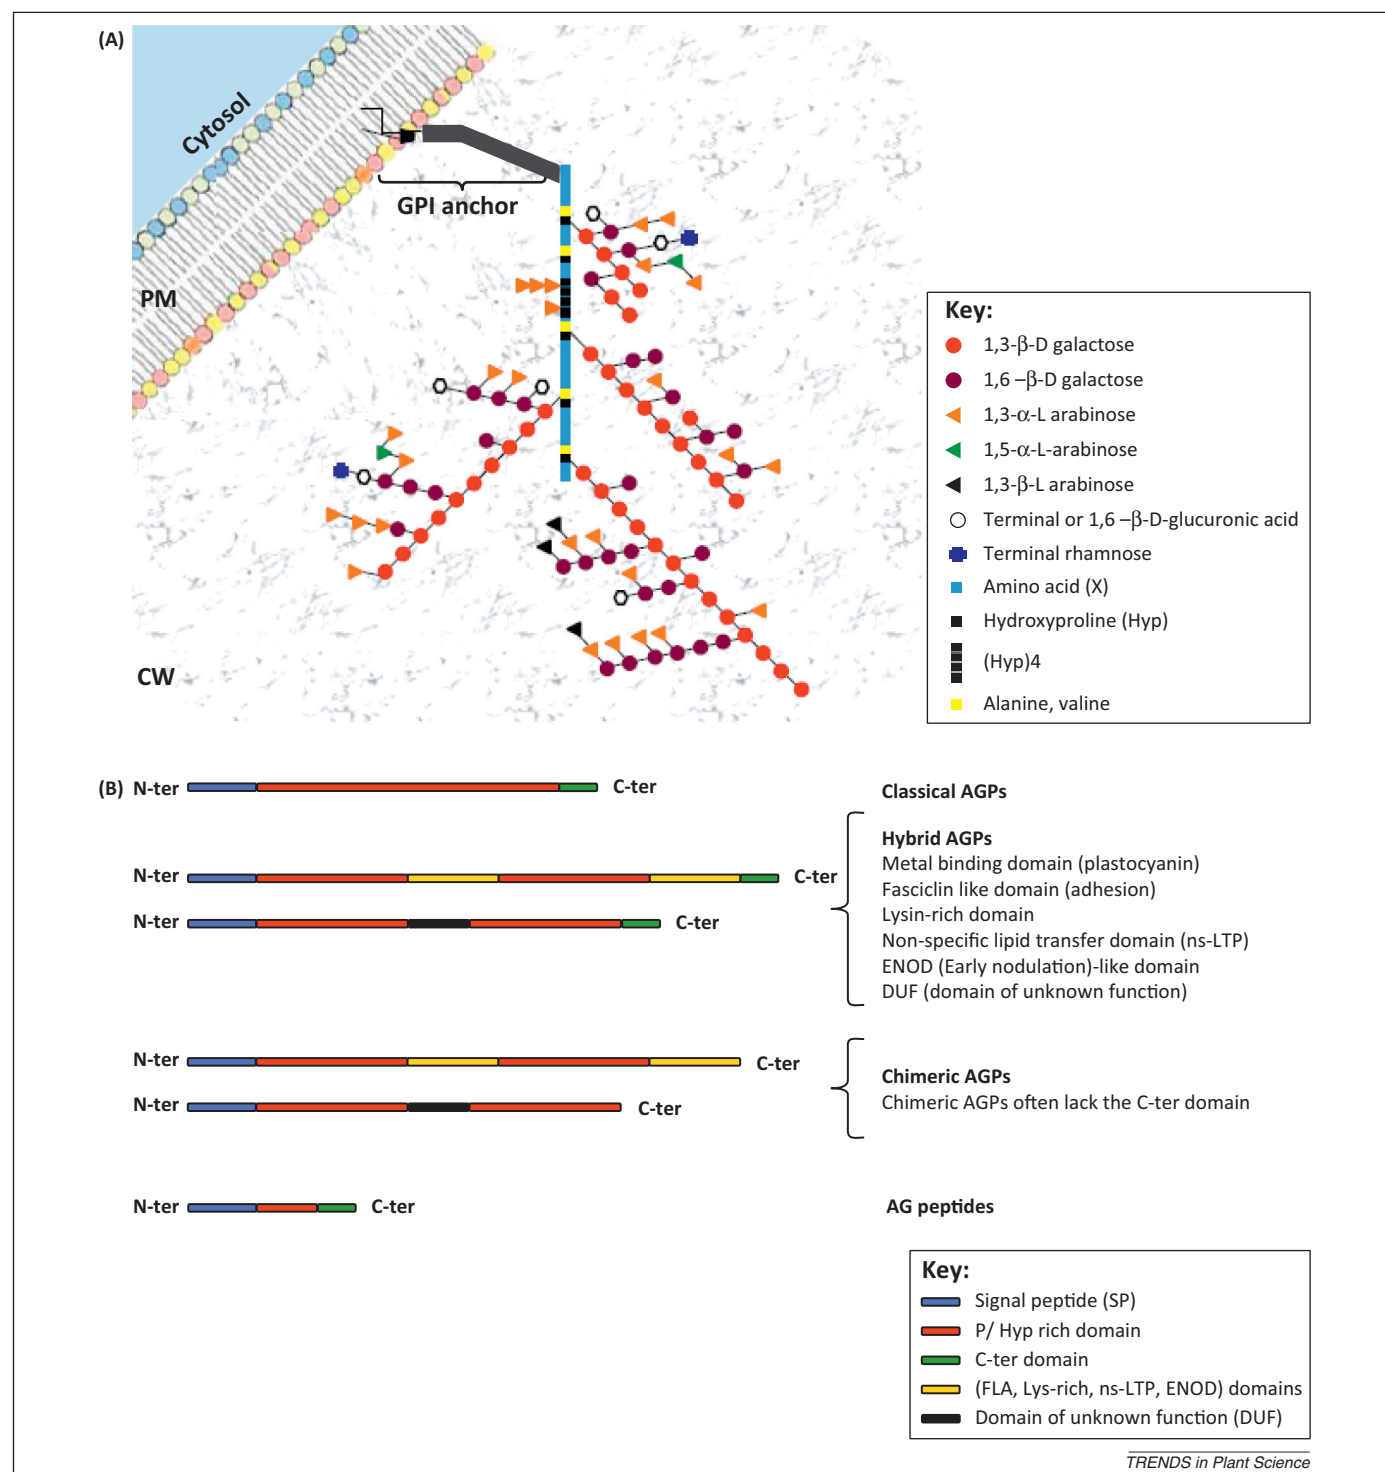 (A)
Cytosol
GPI anchor
PM
CW
Key:
1,3-β-D galactose
1,6 –β-D galactose
1,3-α-L arabinose
1,5-α-L-arabinose
1,3-β-L arabinose
Terminal or 1,6 –β-D-glucuronic acid
Terminal rhamnose
Amino acid (X)
Hydroxyproline (Hyp)
(Hyp)4
Alanine, valine
(B) N-ter C-ter Classical AGPs
Hybrid AGPs
Metal binding domain (plastocyanin)
N-ter C-ter
Fasciclin like domain (adhesion)
Lysin-rich domain
N-ter C-ter
Non-specific lipid transfer domain (ns-LTP)
ENOD (Early nodulation)-like domain
DUF (domain of unknown function)
N-ter C-ter
Chimeric AGPs
Chimeric AGPs often lack the C-ter domain
N-ter C-ter
N-ter C-ter AG peptides
Key:
Signal peptide (SP)
P/ Hyp rich domain
C-ter domain
(FLA, Lys-rich, ns-LTP, ENOD) domains
Domain of unknown function (DUF)
TRENDS in Plant Science